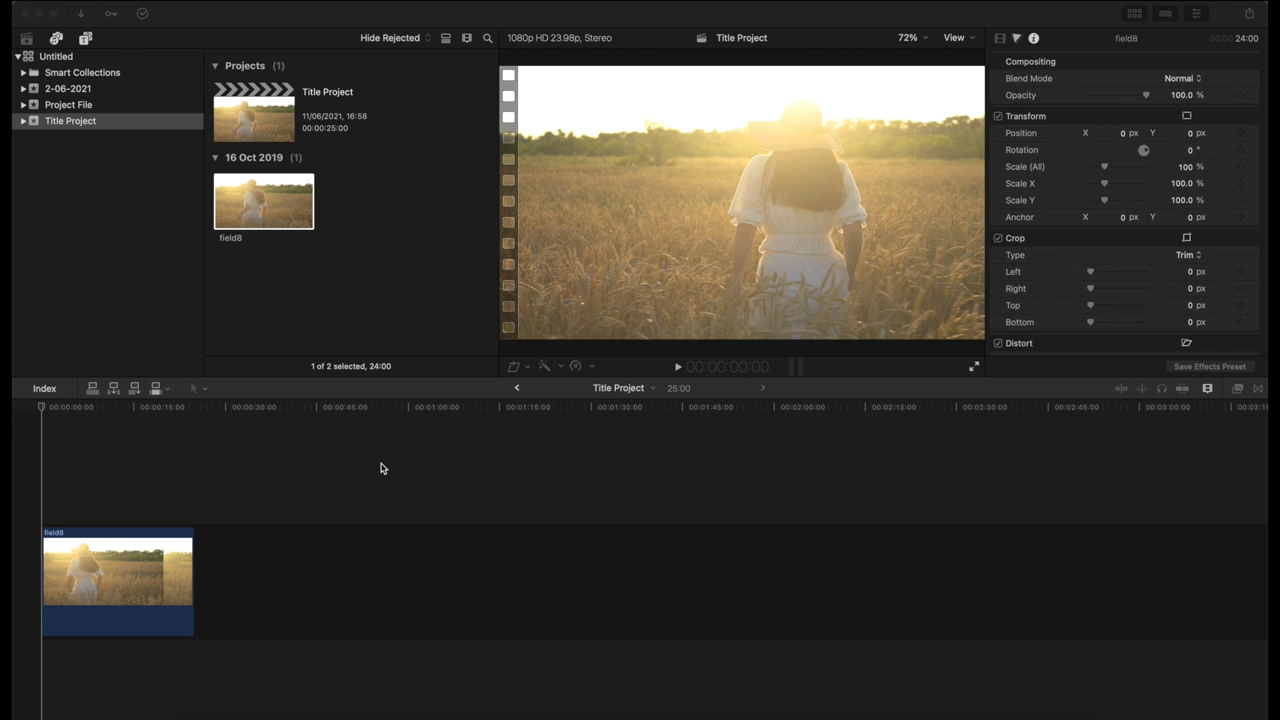 Hide Rejected
1080p HD 23.98p, Stereo
Title Project
72%
View
field8
00:00 24:00
Untitled
Smart Collections
2-06-2021
Project File
Title Project
Projects (1)
Title Project
11/06/2021, 16:58
00:00:25:00
16 Oct 2019 (1)
field8
1 of 2 selected, 24:00
00:00:00:00
Compositing
Blend Mode Normal
Opacity 100.0 %
Transform
Position X 0 px Y 0 px
Rotation 0 °
Scale (All) 100 %
Scale X 100.0 %
Scale Y 100.0 %
Anchor X 0 px Y 0 px
Crop
Type Trim
Left 0 px
Right 0 px
Top 0 px
Bottom 0 px
Distort
Save Effects Preset
Index
Title Project 25:00
00:00:00:00 00:00:15:00 00:00:30:00 00:00:45:00 00:01:00:00 00:01:15:00 00:01:30:00 00:01:45:00 00:02:00:00 00:02:15:00 00:02:30:00 00:02:45:00 00:03:00:00
field8